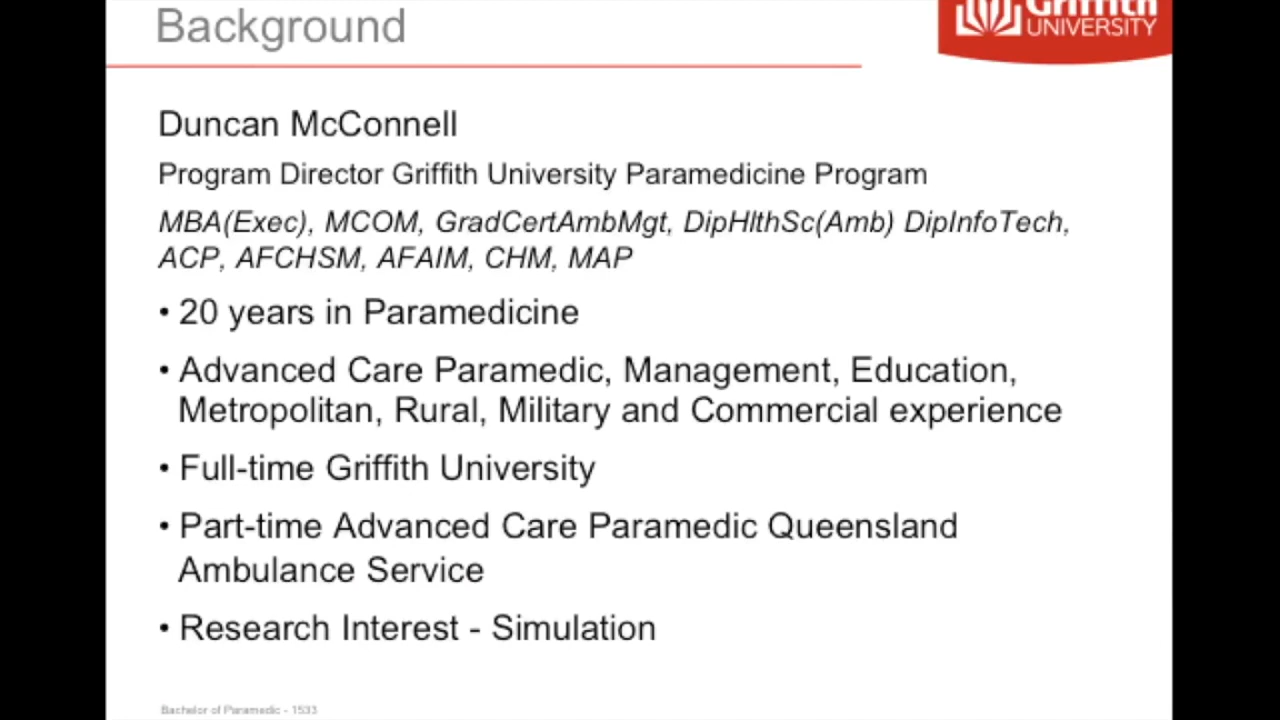 Background
Griffith
UNIVERSITY
Duncan McConnell
Program Director Griffith University Paramedicine Program
MBA(Exec), MCOM, GradCertAmbMgt, DipHlthSc(Amb) DipInfoTech,
ACP, AFCHSM, AFAIM, CHM, MAP
• 20 years in Paramedicine
• Advanced Care Paramedic, Management, Education,
Metropolitan, Rural, Military and Commercial experience
• Full-time Griffith University
• Part-time Advanced Care Paramedic Queensland
Ambulance Service
• Research Interest - Simulation
Bachelor of Paramedic - 1533